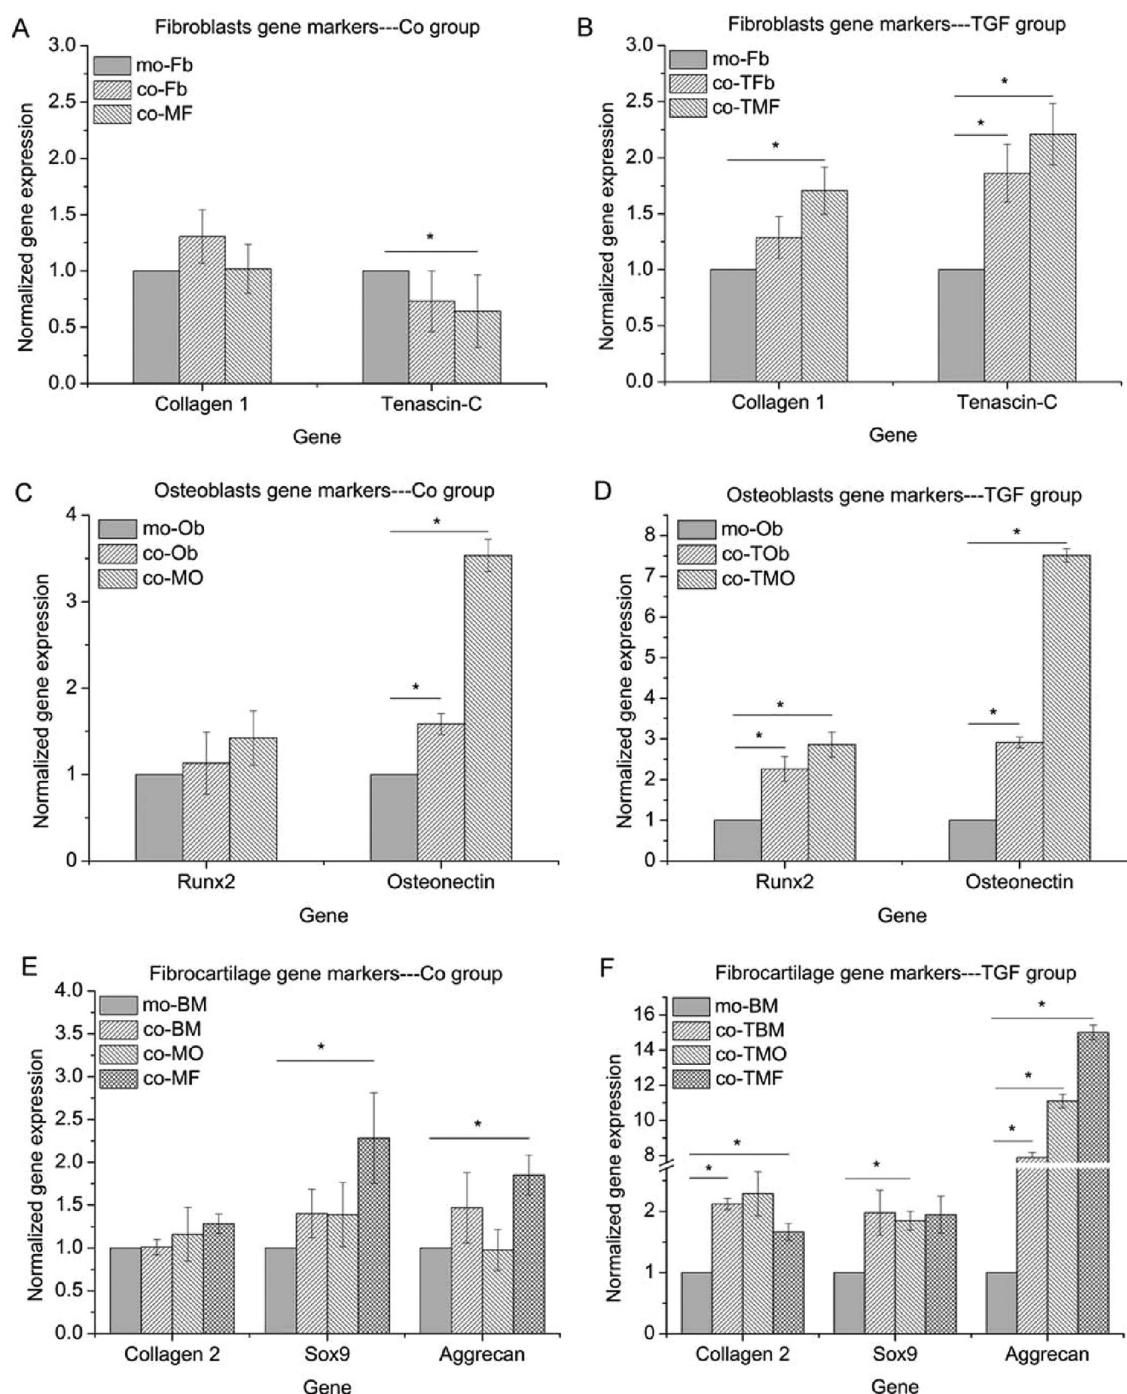 A
Fibroblasts gene markers---Co group
3.0
2.5
2.0
1.5
1.0
0.5
0.0
Normalized gene expression
mo-Fb
co-Fb
co-MF
*
Collagen 1
Tenascin-C
Gene
B
Fibroblasts gene markers---TGF group
3.0
2.5
2.0
1.5
1.0
0.5
0.0
Normalized gene expression
mo-Fb
co-TFb
co-TMF
*
*
*
Collagen 1
Tenascin-C
Gene
C
Osteoblasts gene markers---Co group
4
3
2
1
0
Normalized gene expression
mo-Ob
co-Ob
co-MO
*
*
Runx2
Osteonectin
Gene
D
Osteoblasts gene markers---TGF group
8
7
6
5
4
3
2
1
0
Normalized gene expression
mo-Ob
co-TOb
co-TMO
*
*
*
*
Runx2
Osteonectin
Gene
E
Fibrocartilage gene markers---Co group
4.0
3.5
3.0
2.5
2.0
1.5
1.0
0.5
0.0
Normalized gene expression
mo-BM
co-BM
co-MO
co-MF
*
*
Collagen 2
Sox9
Aggrecan
Gene
F
Fibrocartilage gene markers---TGF group
16
14
12
10
8
2
1
0
Normalized gene expression
mo-BM
co-TBM
co-TMO
co-TMF
*
*
*
*
*
*
Collagen 2
Sox9
Aggrecan
Gene